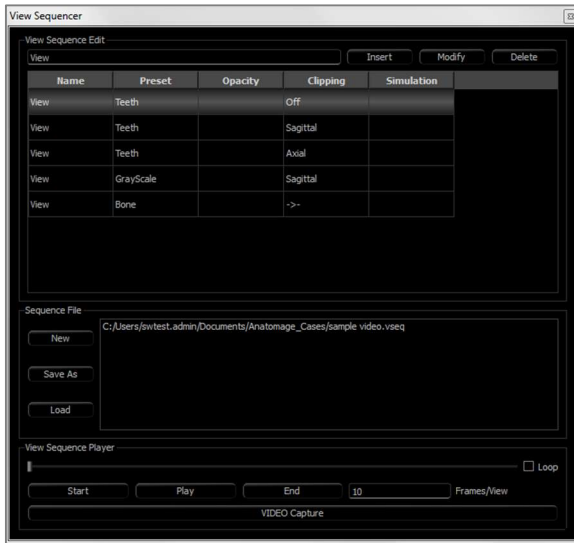 View Sequencer
View Sequence Edit
View Insert Modify Delete
Name Preset Opacity Clipping Simulation
View Teeth Off
View Teeth Sagittal
View Teeth Axial
View GrayScale Sagittal
View Bone ->-
Sequence File
C:/Users/swtest.admin/Documents/Anatomage_Cases/sample video.vseq
New
Save As
Load
View Sequence Player
Loop
Start Play End 10 Frames/View
VIDEO Capture